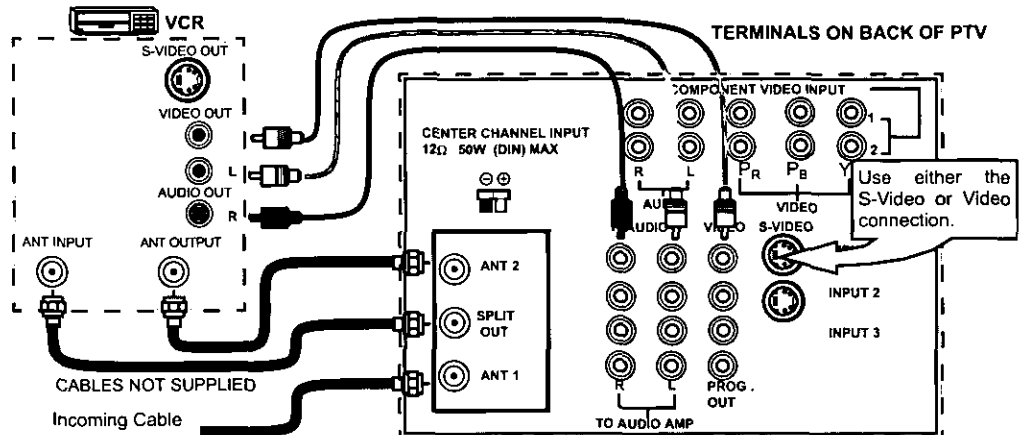 VCR
S-VIDEO OUT
VIDEO OUT
L
AUDIO OUT
R
ANT INPUT
ANT OUTPUT
CABLES NOT SUPPLIED
Incoming Cable
TERMINALS ON BACK OF PTV
CENTER CHANNEL INPUT
12Ω 50W (DIN) MAX
⊖ ⊕
ANT 2
SPLIT
OUT
ANT 1
COMPONENT VIDEO INPUT
1
2
R L PR PB Y
VIDEO
Use either the
S-Video or Video
connection.
AUDIO
S-VIDEO
INPUT 2
INPUT 3
R L PROG.
OUT
TO AUDIO AMP